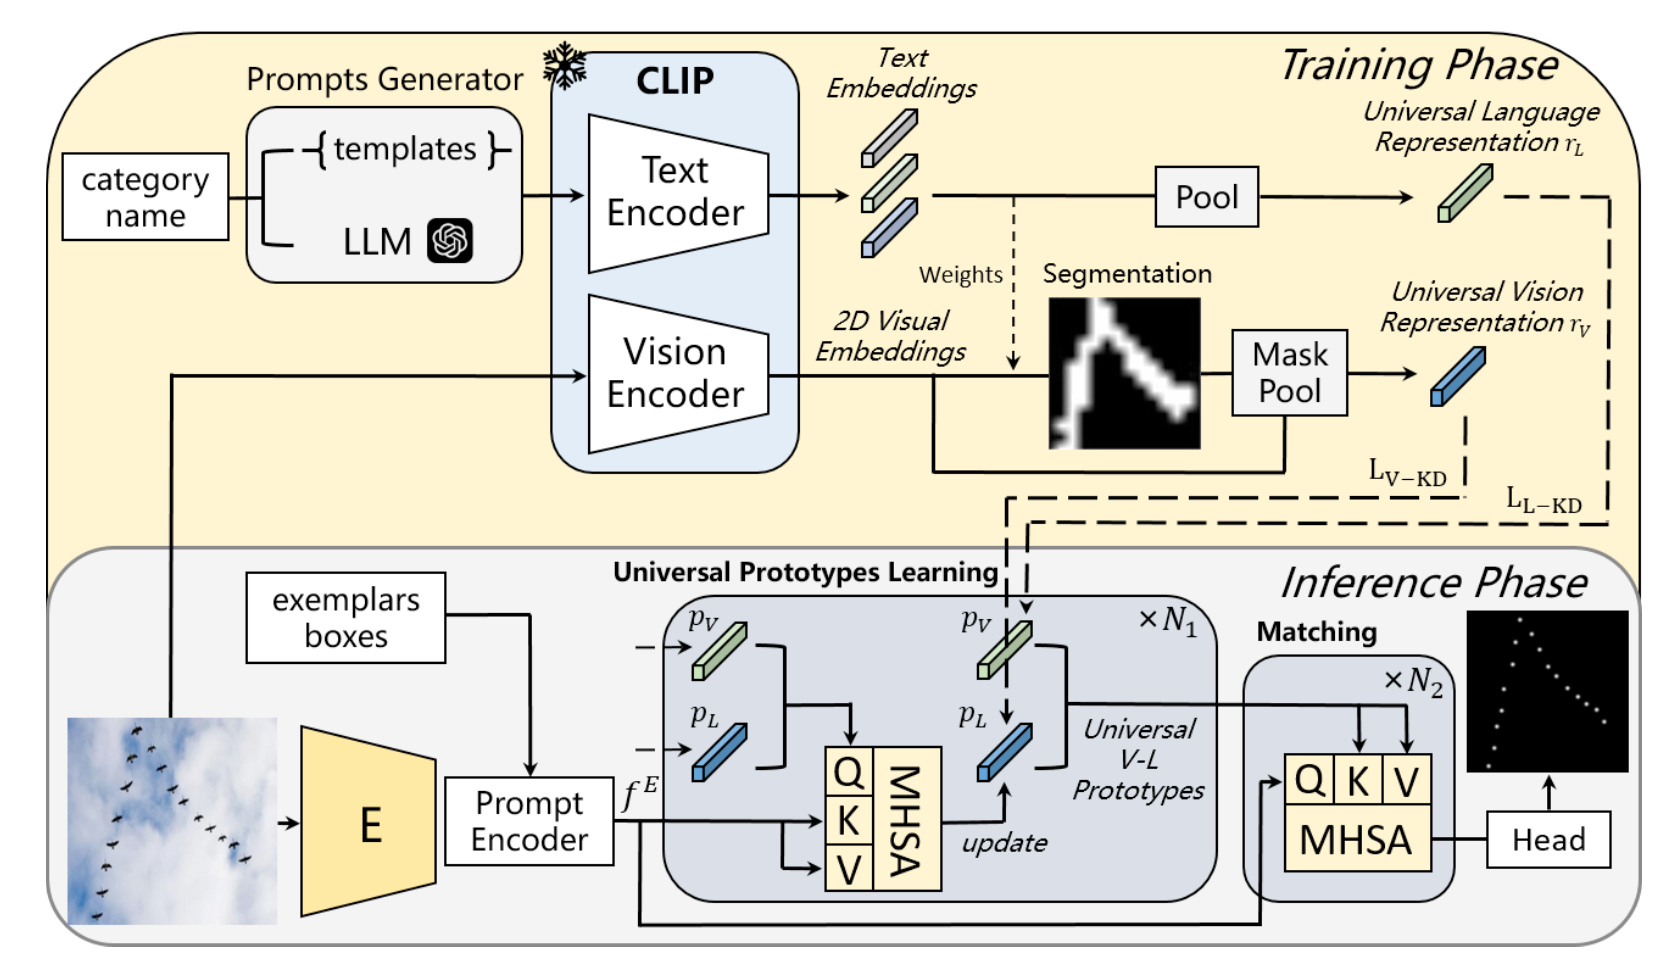 Training Phase
Prompts Generator
CLIP
Text
Embeddings
Universal Language
Representation r_L
{ templates }
category
name
LLM
Text
Encoder
Pool
Weights
Segmentation
Universal Vision
Representation r_V
2D Visual
Embeddings
Vision
Encoder
Mask
Pool
L_{V-KD}
L_{L-KD}
Universal Prototypes Learning
Inference Phase
exemplars
boxes
p_V
p_V
×N_1
Matching
×N_2
p_L
p_L
Universal
V-L
Prototypes
Q
K
V
MHSA
f^E
E
Prompt
Encoder
update
Q K V
MHSA
Head